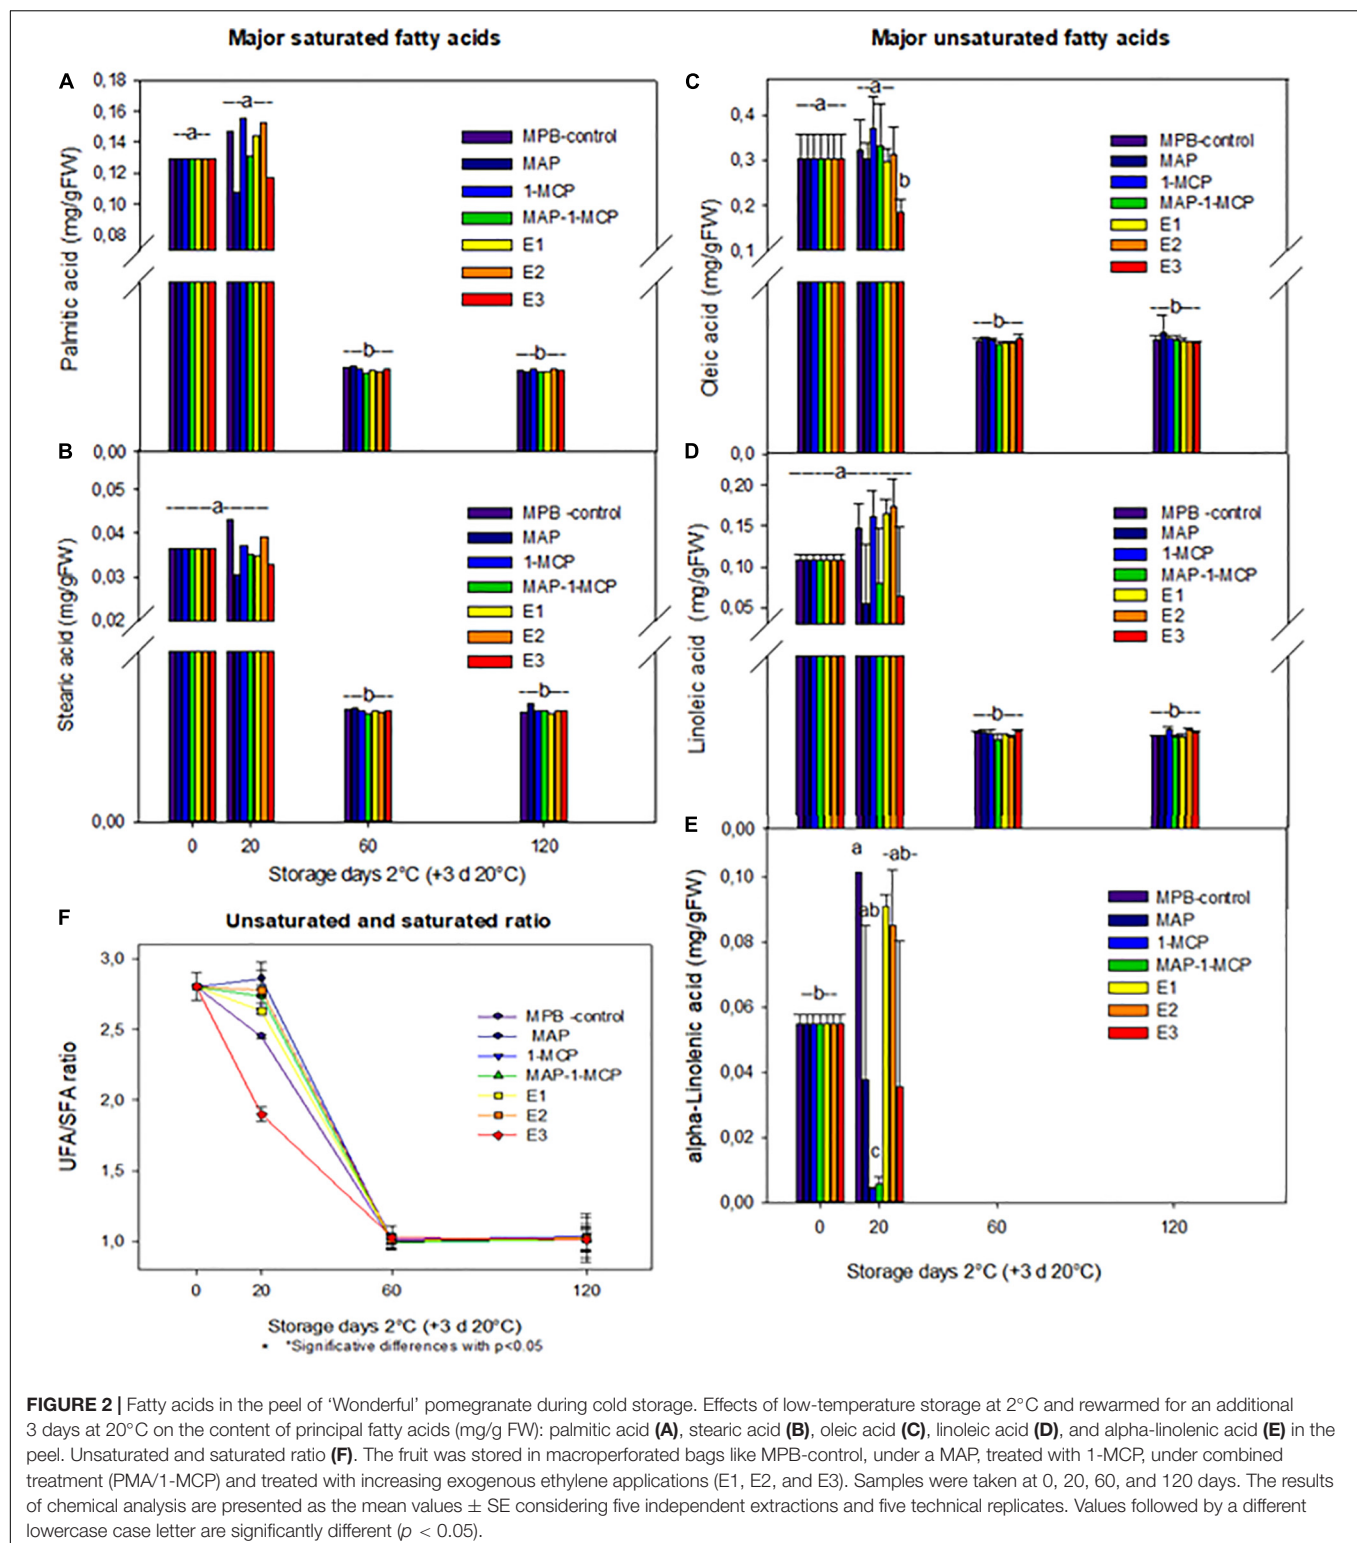 Major saturated fatty acids
Major unsaturated fatty acids
A
Palmitic acid (mg/gFW)
0,18
0,16
0,14
0,12
0,10
0,08
0,00
--a--
---a---
---b---
---b---
MPB-control
MAP
1-MCP
MAP-1-MCP
E1
E2
E3
B
Stearic acid (mg/gFW)
0,05
0,04
0,03
0,02
0,00
------a------
---b---
---b---
MPB -control
MAP
1-MCP
MAP-1-MCP
E1
E2
E3
0
20
60
120
Storage days 2°C (+3 d 20°C)
C
Oleic acid (mg/gFW)
0,4
0,3
0,2
0,1
0,0
---a---
--a--
b
---b---
---b---
MPB-control
MAP
1-MCP
MAP-1-MCP
E1
E2
E3
D
Linoleic acid (mg/gFW)
0,20
0,15
0,10
0,05
0,00
------a---------
---b---
---b---
MPB -control
MAP
1-MCP
MAP-1-MCP
E1
E2
E3
E
alpha-Linolenic acid (mg/gFW)
0,10
0,08
0,06
0,04
0,02
0,00
--b--
a
ab
c
-ab-
MPB-control
MAP
1-MCP
MAP-1-MCP
E1
E2
E3
0
20
60
120
Storage days 2°C (+3 d 20°C)
F
Unsaturated and saturated ratio
UFA/SFA ratio
3,0
2,5
2,0
1,5
1,0
MPB -control
MAP
1-MCP
MAP-1-MCP
E1
E2
E3
0
20
60
120
Storage days 2°C (+3 d 20°C)
• *Significative differences with p<0.05
FIGURE 2 | Fatty acids in the peel of ‘Wonderful’ pomegranate during cold storage. Effects of low-temperature storage at 2°C and rewarmed for an additional
3 days at 20°C on the content of principal fatty acids (mg/g FW): palmitic acid (A), stearic acid (B), oleic acid (C), linoleic acid (D), and alpha-linolenic acid (E) in the
peel. Unsaturated and saturated ratio (F). The fruit was stored in macroperforated bags like MPB-control, under a MAP, treated with 1-MCP, under combined
treatment (PMA/1-MCP) and treated with increasing exogenous ethylene applications (E1, E2, and E3). Samples were taken at 0, 20, 60, and 120 days. The results
of chemical analysis are presented as the mean values ± SE considering five independent extractions and five technical replicates. Values followed by a different
lowercase case letter are significantly different (p < 0.05).